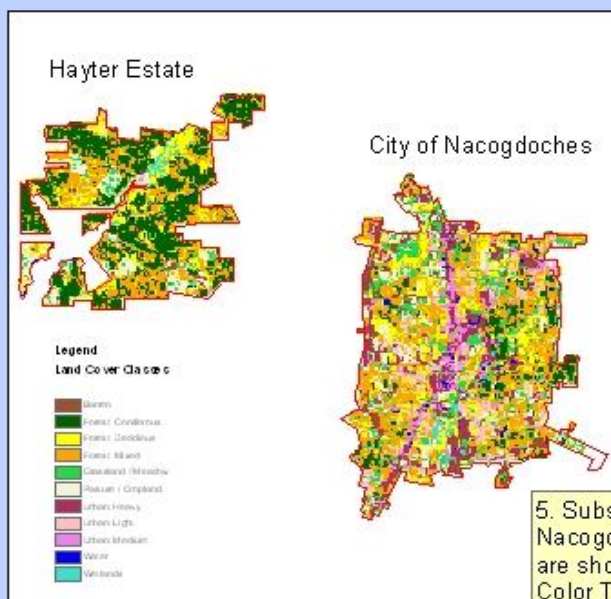 Hayter Estate
City of Nacogdoches
Legend
Land Cover Classes
Barren
Forest Coniferous
Forest Deciduous
Forest Mixed
Grassland / Meadow
Pasture / Cropland
Urban Heavy
Urban Light
Urban Medium
Water
Wetlands
5. Subs
Nacogd
are sho
Color T